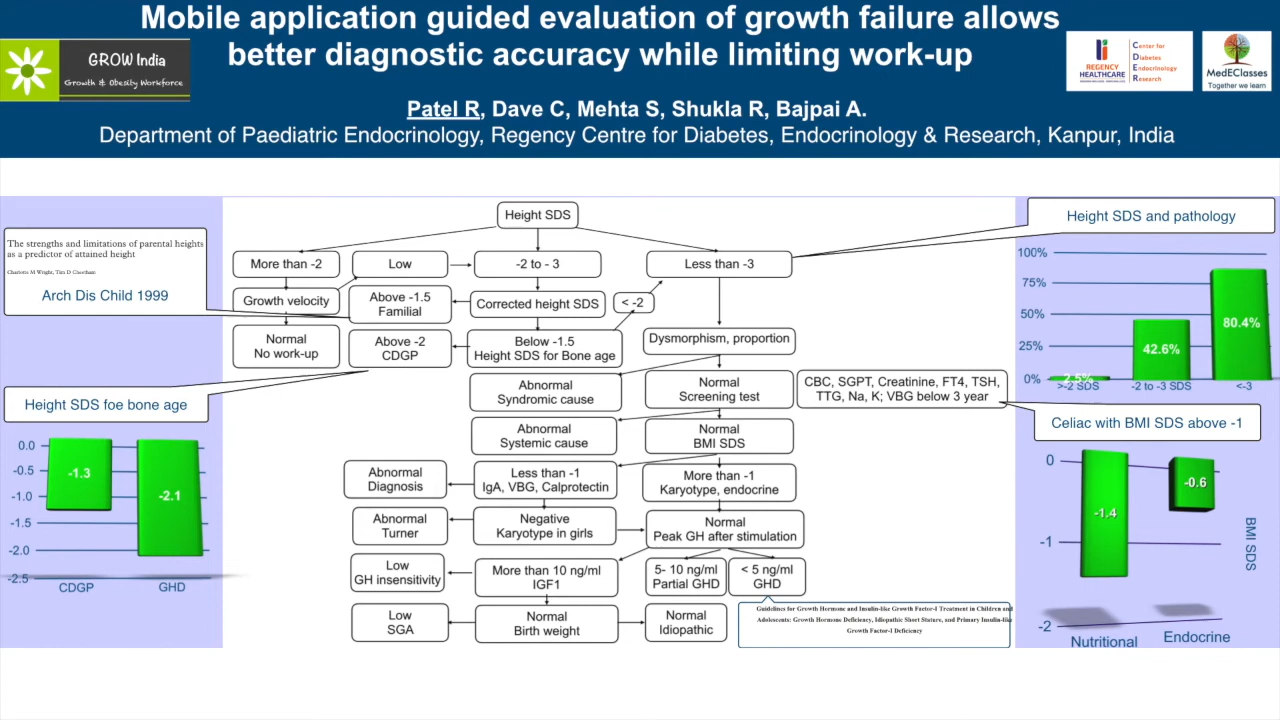 Mobile application guided evaluation of growth failure allows
better diagnostic accuracy while limiting work-up
GROW India
Growth & Obesity Workforce
REGENCY
HEALTHCARE
Center for
Diabetes
Endocrinology
Research
MedEClasses
Together we learn
Patel R, Dave C, Mehta S, Shukla R, Bajpai A.
Department of Paediatric Endocrinology, Regency Centre for Diabetes, Endocrinology & Research, Kanpur, India
The strengths and limitations of parental heights
as a predictor of attained height
Charlotte M Wright, Tim D Cheetham
Arch Dis Child 1999
Height SDS foe bone age
0.0
-0.5
-1.0
-1.5
-2.0
-2.5
-1.3
-2.1
CDGP
GHD
Height SDS
More than -2
Low
-2 to - 3
Less than -3
Growth velocity
Above -1.5
Familial
Corrected height SDS
< -2
Normal
No work-up
Above -2
CDGP
Below -1.5
Height SDS for Bone age
Dysmorphism, proportion
Abnormal
Syndromic cause
Normal
Screening test
CBC, SGPT, Creatinine, FT4, TSH,
TTG, Na, K; VBG below 3 year
Abnormal
Systemic cause
Normal
BMI SDS
Abnormal
Diagnosis
Less than -1
IgA, VBG, Calprotectin
More than -1
Karyotype, endocrine
Abnormal
Turner
Negative
Karyotype in girls
Normal
Peak GH after stimulation
Low
GH insensitivity
More than 10 ng/ml
IGF1
5- 10 ng/ml
Partial GHD
< 5 ng/ml
GHD
Low
SGA
Normal
Birth weight
Normal
Idiopathic
Guidelines for Growth Hormone and Insulin-like Growth Factor-I Treatment in Children and
Adolescents: Growth Hormone Deficiency, Idiopathic Short Stature, and Primary Insulin-like
Growth Factor-I Deficiency
Height SDS and pathology
100%
75%
50%
25%
0%
2.5%
42.6%
80.4%
>-2 SDS
-2 to -3 SDS
<-3
Celiac with BMI SDS above -1
0
-1
-2
-1.4
-0.6
BMI SDS
Nutritional
Endocrine